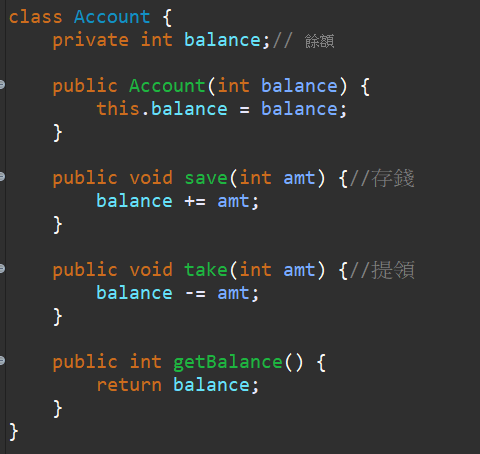 class Account {
    private int balance;// 餘額
    public Account(int balance) {
        this.balance = balance;
    }
    public void save(int amt) {//存錢
        balance += amt;
    }
    public void take(int amt) {//提領
        balance -= amt;
    }
    public int getBalance() {
        return balance;
    }
}